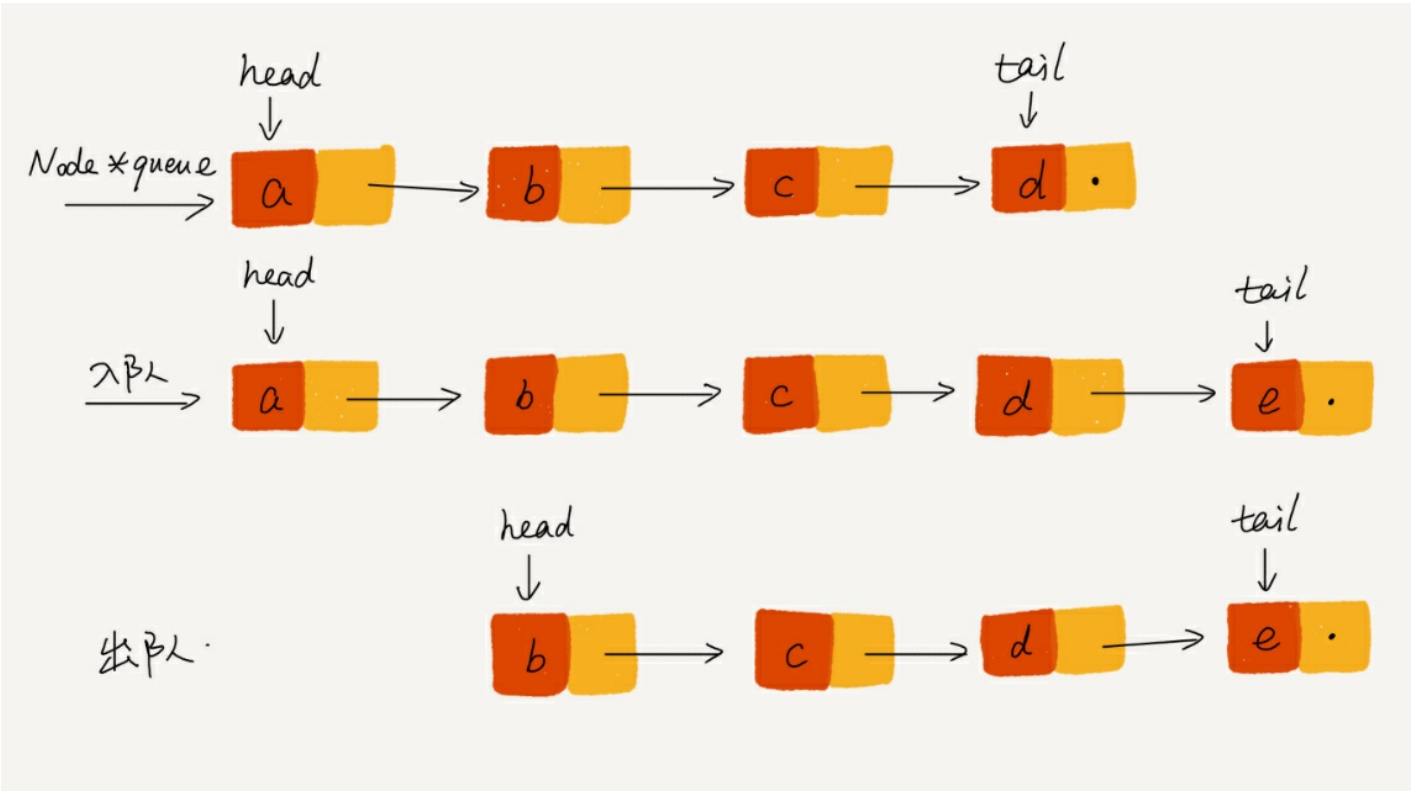 head tail
Node *queue
a b c d
head tail
入队
a b c d e
head tail
出队
b c d e